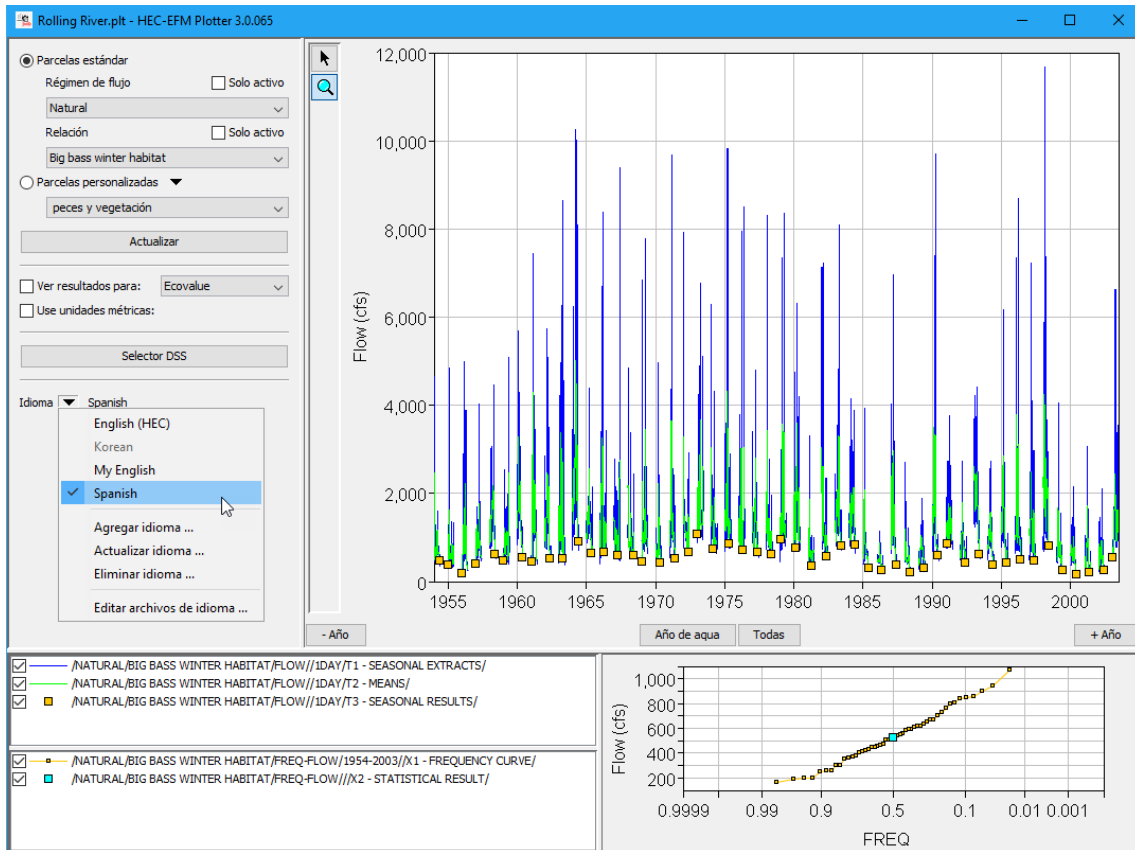 Rolling River.plt - HEC-EFM Plotter 3.0.065
Parcelas estándar
Régimen de flujo Solo activo
Natural
Relación Solo activo
Big bass winter habitat
Parcelas personalizadas
peces y vegetación
Actualizar
Ver resultados para: Ecovalue
Use unidades métricas:
Selector DSS
Idioma Spanish
English (HEC)
Korean
My English
Spanish
Agregar idioma ...
Actualizar idioma ...
Eliminar idioma ...
Editar archivos de idioma ...
12,000
10,000
8,000
6,000
4,000
2,000
0
Flow (cfs)
1955 1960 1965 1970 1975 1980 1985 1990 1995 2000
- Año Año de aqua Todas + Año
/NATURAL/BIG BASS WINTER HABITAT/FLOW//1DAY/T1 - SEASONAL EXTRACTS/
/NATURAL/BIG BASS WINTER HABITAT/FLOW//1DAY/T2 - MEANS/
/NATURAL/BIG BASS WINTER HABITAT/FLOW//1DAY/T3 - SEASONAL RESULTS/
/NATURAL/BIG BASS WINTER HABITAT/FREQ-FLOW/1954-2003//X1 - FREQUENCY CURVE/
/NATURAL/BIG BASS WINTER HABITAT/FREQ-FLOW///X2 - STATISTICAL RESULT/
1,000
800
600
400
200
Flow (cfs)
0.9999 0.99 0.9 0.5 0.1 0.01 0.001
FREQ